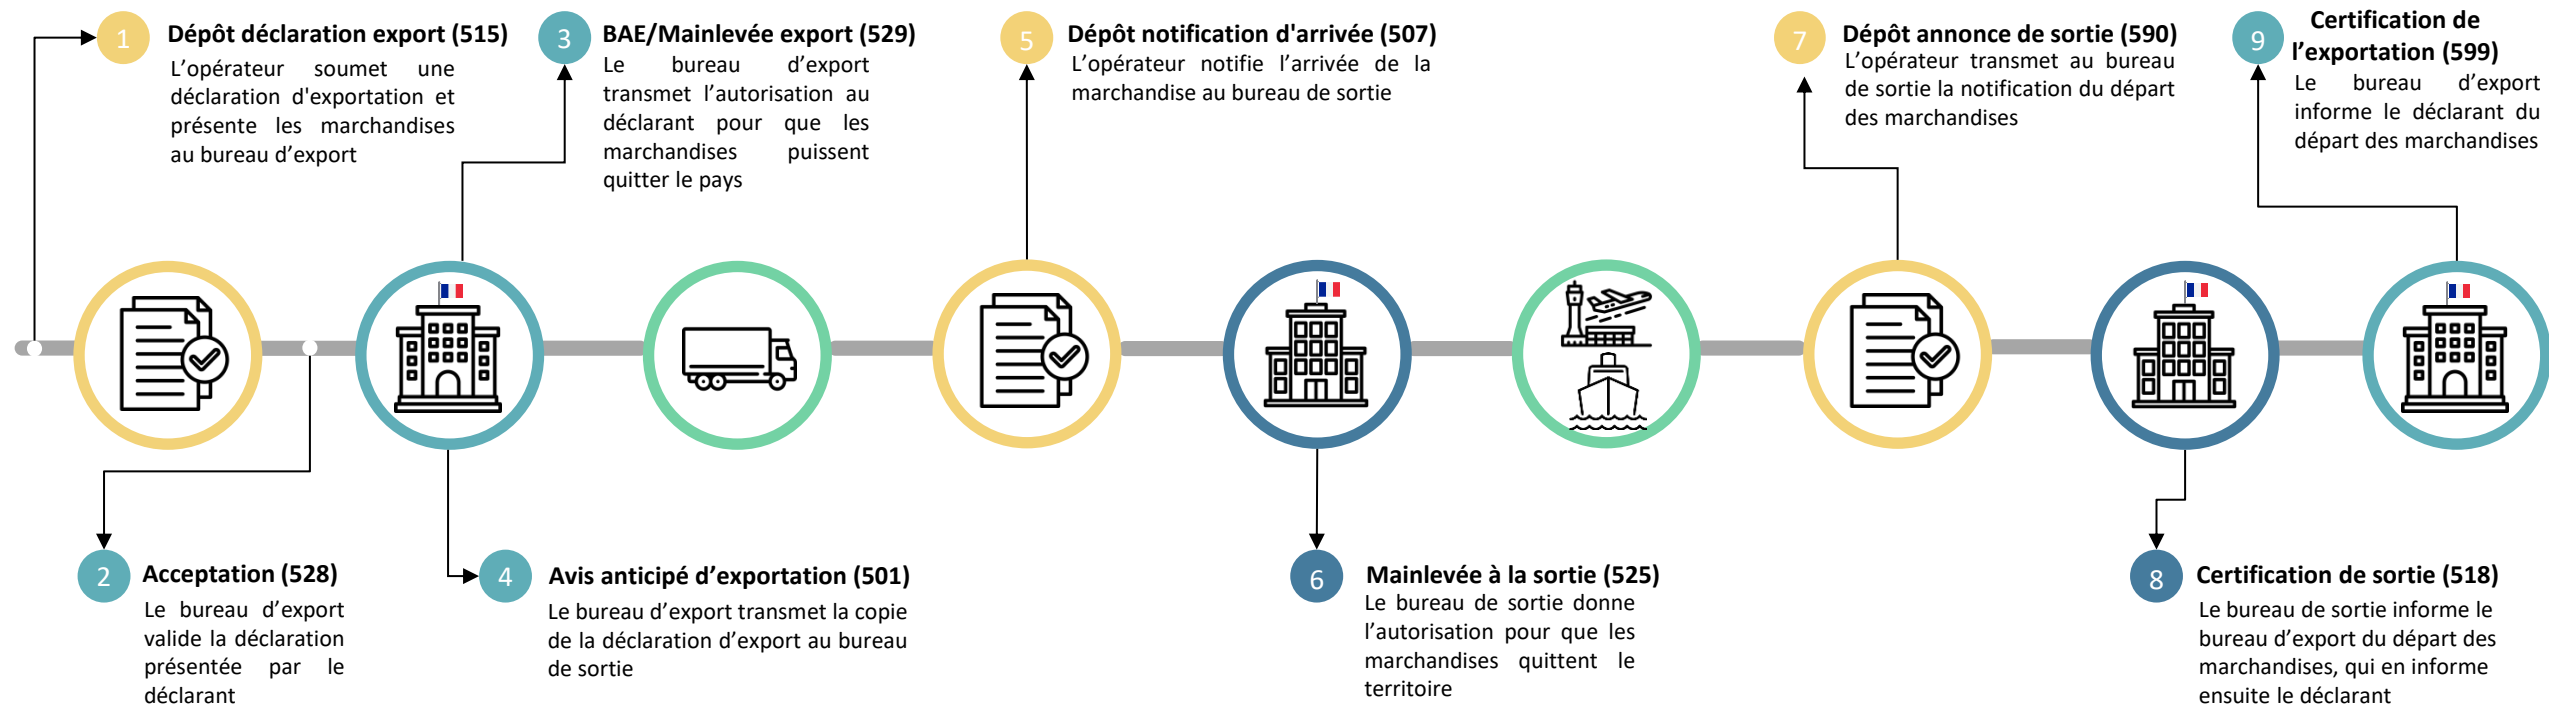 1
Dépôt déclaration export (515)
L’opérateur soumet une
déclaration d'exportation et
présente les marchandises
au bureau d’export
3
BAE/Mainlevée export (529)
Le bureau d’export
transmet l’autorisation au
déclarant pour que les
marchandises puissent
quitter le pays
5
Dépôt notification d'arrivée (507)
L’opérateur notifie l’arrivée de la
marchandise au bureau de sortie
7
Dépôt annonce de sortie (590)
L’opérateur transmet au bureau
de sortie la notification du départ
des marchandises
9
Certification de
l’exportation (599)
Le bureau d’export
informe le déclarant du
départ des marchandises
2
Acceptation (528)
Le bureau d’export
valide la déclaration
présentée par le
déclarant
4
Avis anticipé d’exportation (501)
Le bureau d’export transmet la copie
de la déclaration d’export au bureau
de sortie
6
Mainlevée à la sortie (525)
Le bureau de sortie donne
l’autorisation pour que les
marchandises quittent le
territoire
8
Certification de sortie (518)
Le bureau de sortie informe le
bureau d’export du départ des
marchandises, qui en informe
ensuite le déclarant